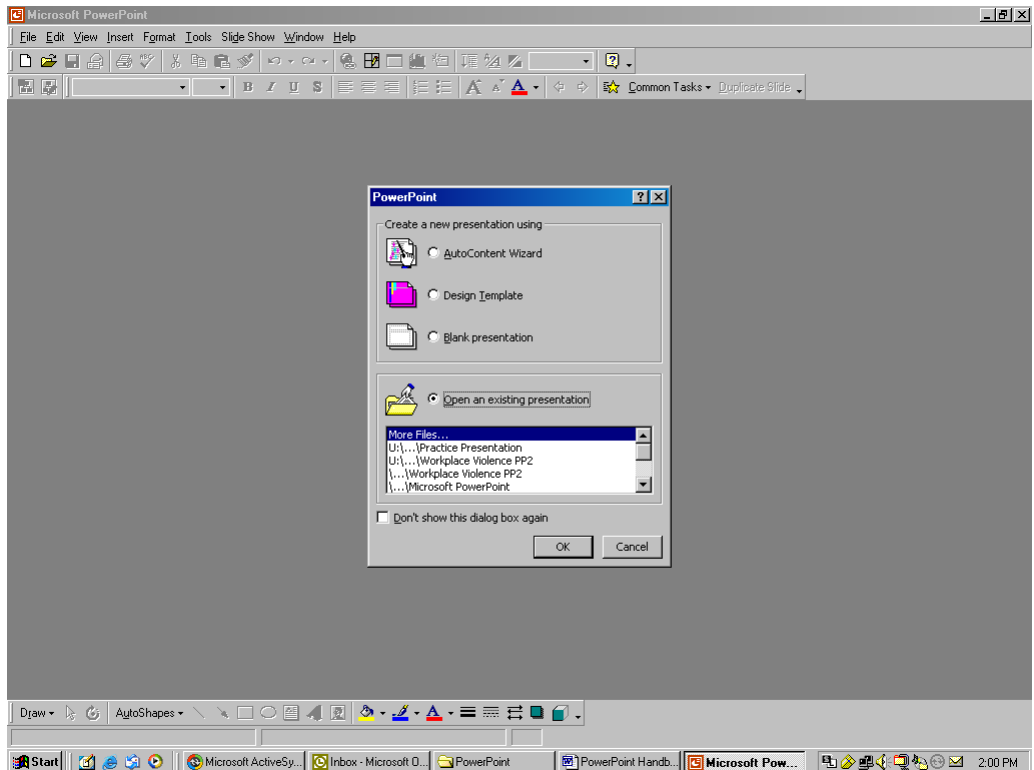 Microsoft PowerPoint
File Edit View Insert Format Tools Slide Show Window Help
B I U S A A A Common Tasks Duplicate Slide
PowerPoint
Create a new presentation using
AutoContent Wizard
Design Template
Blank presentation
Open an existing presentation
More Files...
U:\...\Practice Presentation
U:\...\Workplace Violence PP2
\...\Workplace Violence PP2
\...\Microsoft PowerPoint
Don't show this dialog box again
OK Cancel
Draw AutoShapes A
Start Microsoft ActiveSy... Inbox - Microsoft O... PowerPoint PowerPoint Handb... Microsoft Pow... 2:00 PM